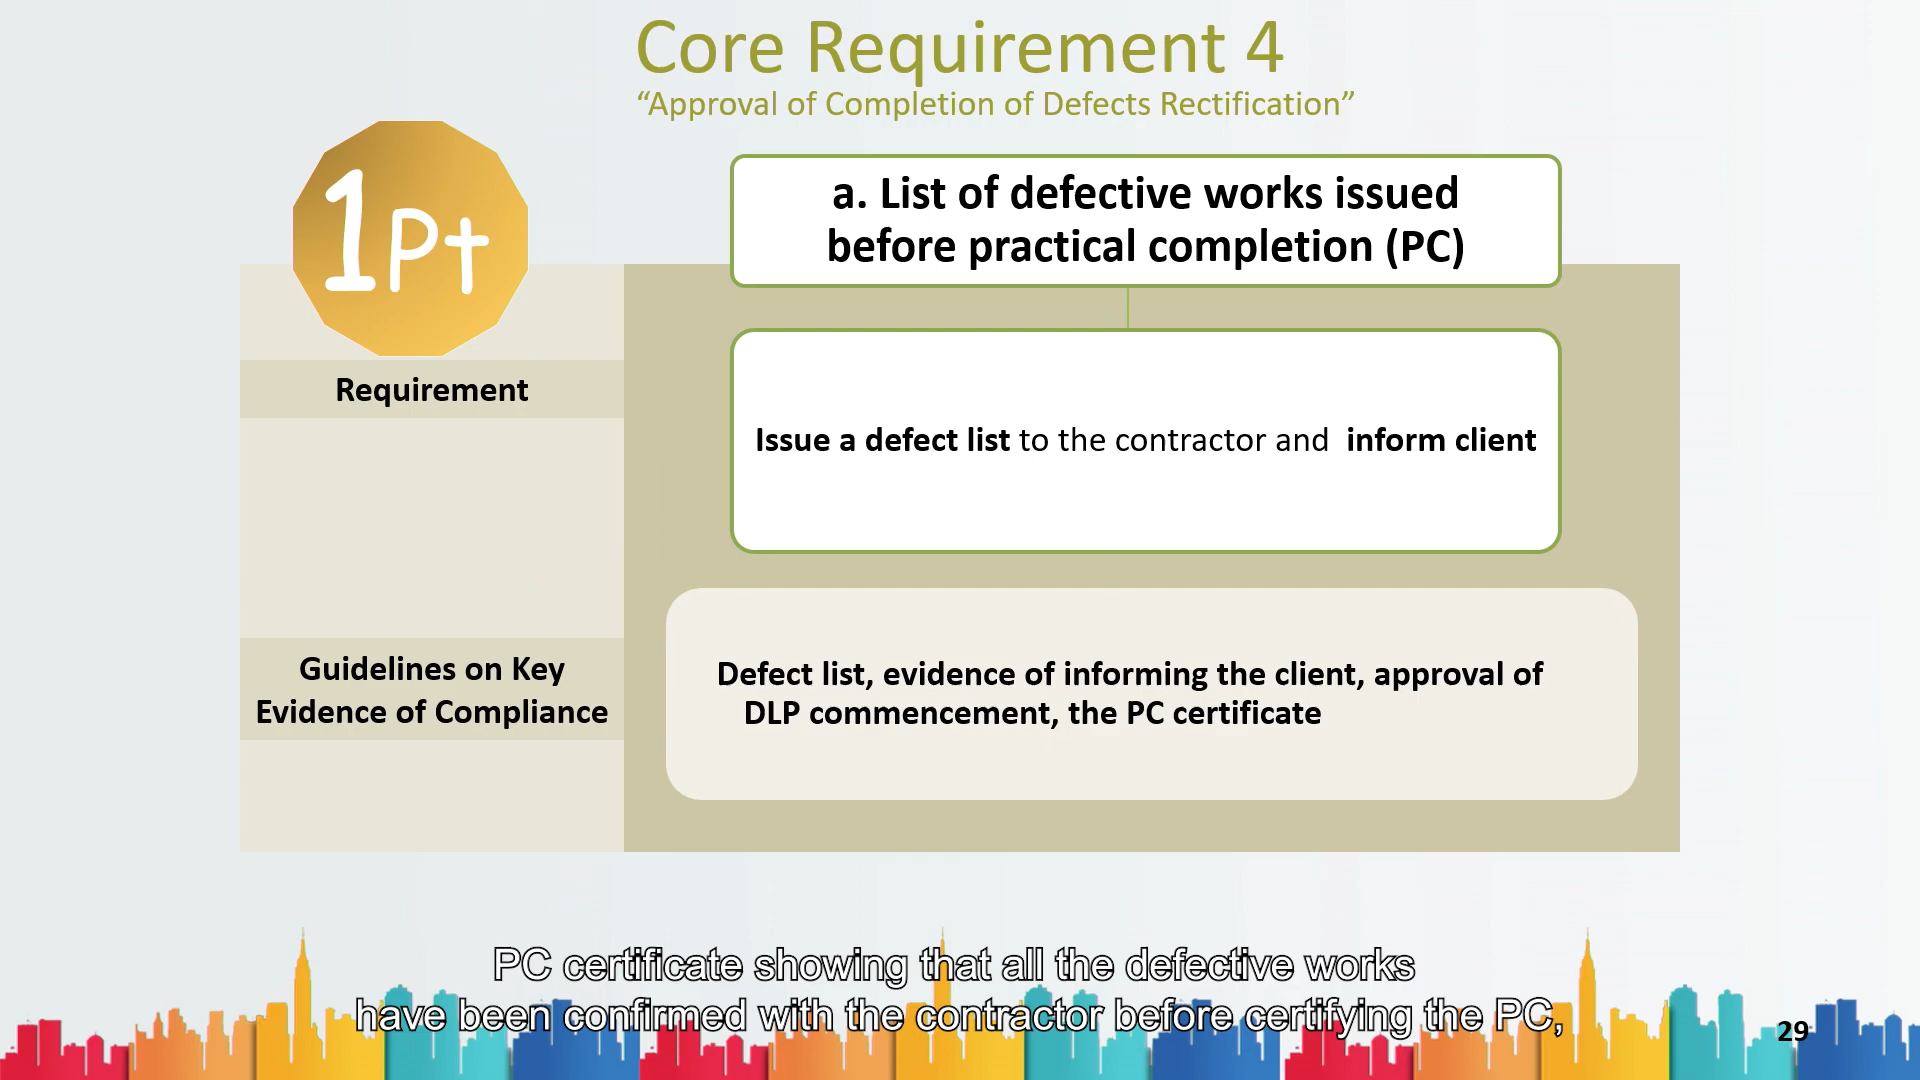 Core Requirement 4
“Approval of Completion of Defects Rectification”
1Pt
a. List of defective works issued
before practical completion (PC)
Requirement
Issue a defect list to the contractor and inform client
Guidelines on Key
Evidence of Compliance
Defect list, evidence of informing the client, approval of
DLP commencement, the PC certificate
PC certificate showing that all the defective works
have been confirmed with the contractor before certifying the PC,
29